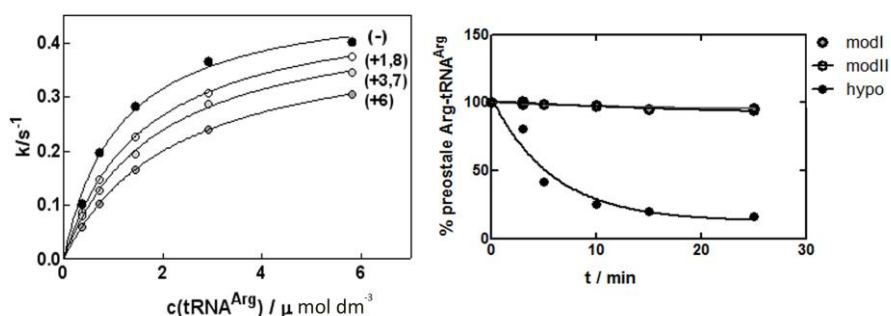 0.4
0.3
0.2
0.1
0.0
k/s⁻¹
(-)
(+1,8)
(+3,7)
(+6)
0 2 4 6
c(tRNA^Arg) / μ mol dm⁻³
150
100
50
0
% preostale Arg-tRNA^Arg
0 10 20 30
t / min
modI
modII
hypo